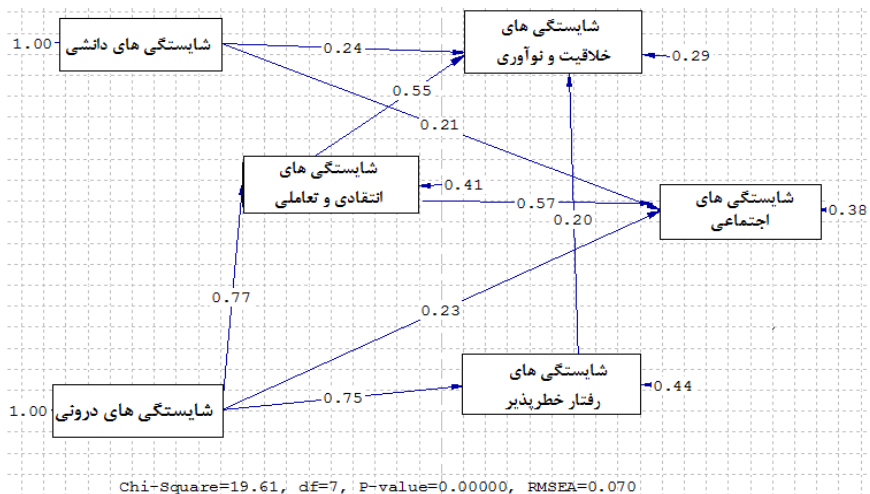 شایستگی های
خلاقیت و نوآوری
0.29
1.00
شایستگی های دانشی
0.24
0.55
0.21
شایستگی های
انتقادی و تعاملی
0.41
0.57
شایستگی های
اجتماعی
0.38
0.20
0.77
0.23
شایستگی های
رفتار خطرپذیر
0.44
0.75
1.00
شایستگی های درونی
Chi-Square=19.61, df=7, P-value=0.00000, RMSEA=0.070